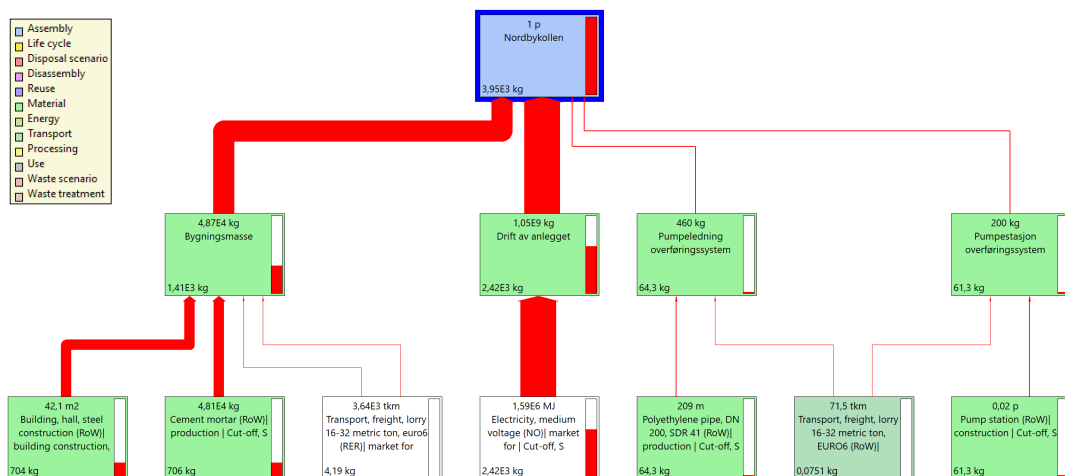 Assembly
Life cycle
Disposal scenario
Disassembly
Reuse
Material
Energy
Transport
Processing
Use
Waste scenario
Waste treatment
1 p
Nordbykollen
3,95E3 kg
4,87E4 kg
Bygningsmasse
1,41E3 kg
1,05E9 kg
Drift av anlegget
2,42E3 kg
460 kg
Pumpeledning
overføringssystem
64,3 kg
200 kg
Pumpestasjon
overføringssystem
61,3 kg
42,1 m2
Building, hall, steel
construction {RoW}|
building construction,
704 kg
4,81E4 kg
Cement mortar {RoW}|
production | Cut-off, S
706 kg
3,64E3 tkm
Transport, freight, lorry
16-32 metric ton, euro6
{RER}| market for
4,19 kg
1,59E6 MJ
Electricity, medium
voltage {NO}| market
for | Cut-off, S
2,42E3 kg
209 m
Polyethylene pipe, DN
200, SDR 41 {RoW}|
production | Cut-off, S
64,3 kg
71,5 tkm
Transport, freight, lorry
16-32 metric ton,
EURO6 {RoW}|
0,0751 kg
0,02 p
Pump station {RoW}|
construction | Cut-off, S
61,3 kg